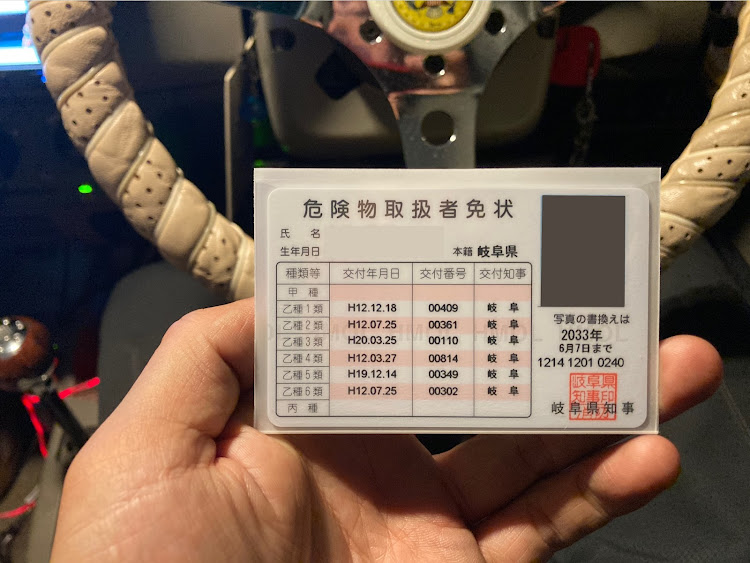 危険物取扱者免状
氏 名
生年月日 本籍 岐阜県
種類等 交付年月日 交付番号 交付知事
甲 種
乙種1類 H12.12.18 00409 岐 阜
乙種2類 H12.07.25 00361 岐 阜
乙種3類 H20.03.25 00110 岐 阜
乙種4類 H12.03.27 00814 岐 阜
乙種5類 H19.12.14 00349 岐 阜
乙種6類 H12.07.25 00302 岐 阜
丙 種
写真の書換えは
2033年
6月7日まで
1214 1201 0240
岐阜県
知事印
岐阜県知事